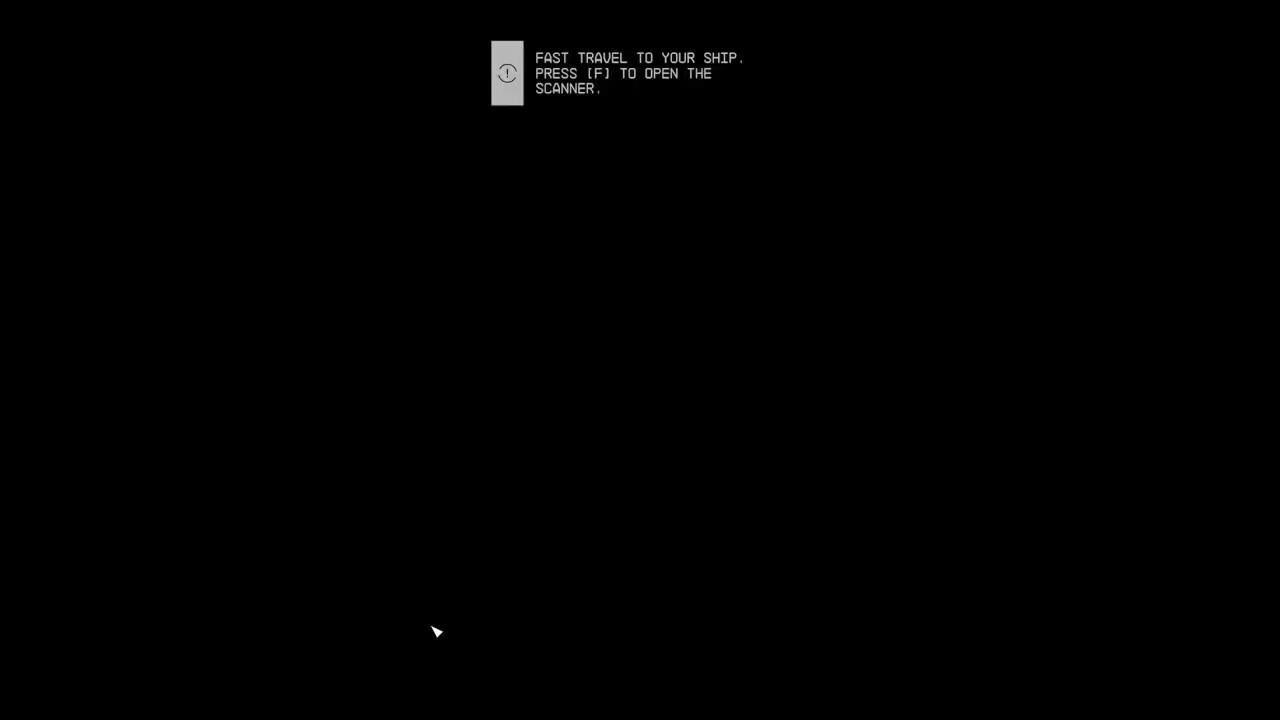 FAST TRAVEL TO YOUR SHIP.
PRESS [F] TO OPEN THE
SCANNER.